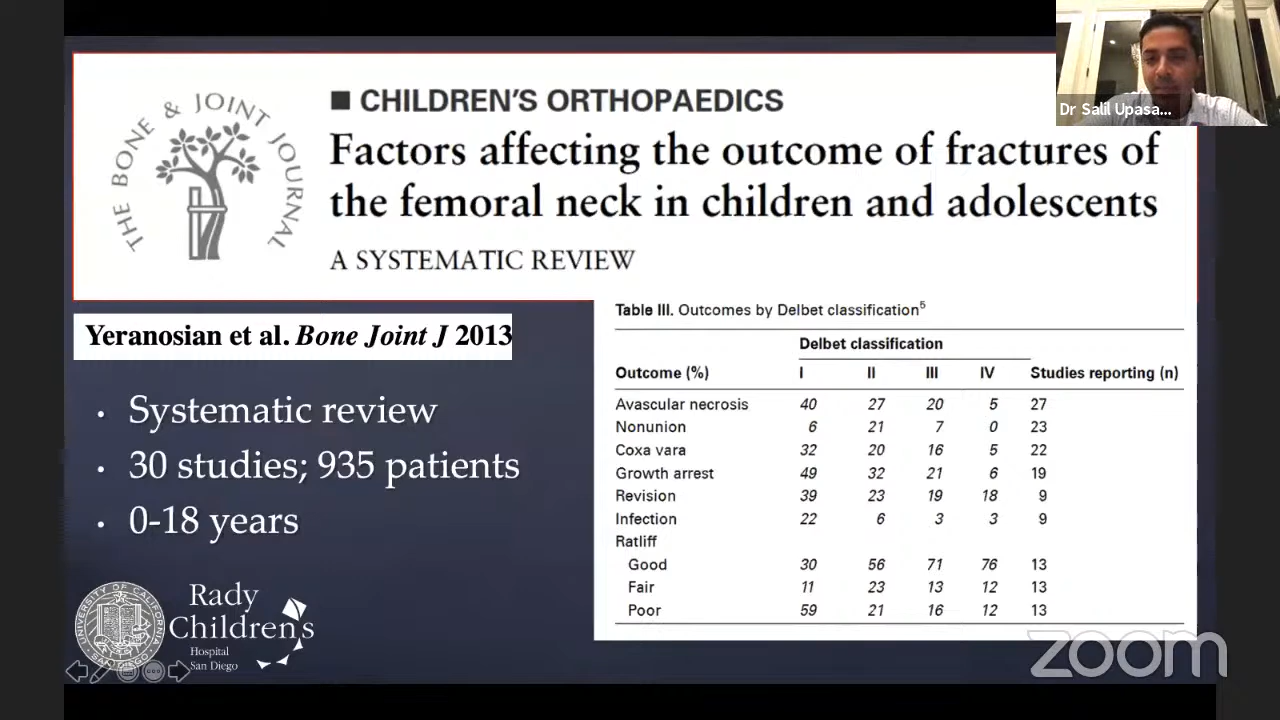 Dr Salil Upasa...
THE BONE & JOINT JOURNAL
■ CHILDREN'S ORTHOPAEDICS
Factors affecting the outcome of fractures of
the femoral neck in children and adolescents
A SYSTEMATIC REVIEW
Yeranosian et al. Bone Joint J 2013
• Systematic review
• 30 studies; 935 patients
• 0-18 years
Table III. Outcomes by Delbet classification⁵
Delbet classification
Outcome (%) I II III IV Studies reporting (n)
Avascular necrosis 40 27 20 5 27
Nonunion 6 21 7 0 23
Coxa vara 32 20 16 5 22
Growth arrest 49 32 21 6 19
Revision 39 23 19 18 9
Infection 22 6 3 3 9
Ratliff
Good 30 56 71 76 13
Fair 11 23 13 12 13
Poor 59 21 16 12 13
UNIVERSITY OF CALIFORNIA
SAN DIEGO
Rady
Children's
Hospital
San Diego
zoom